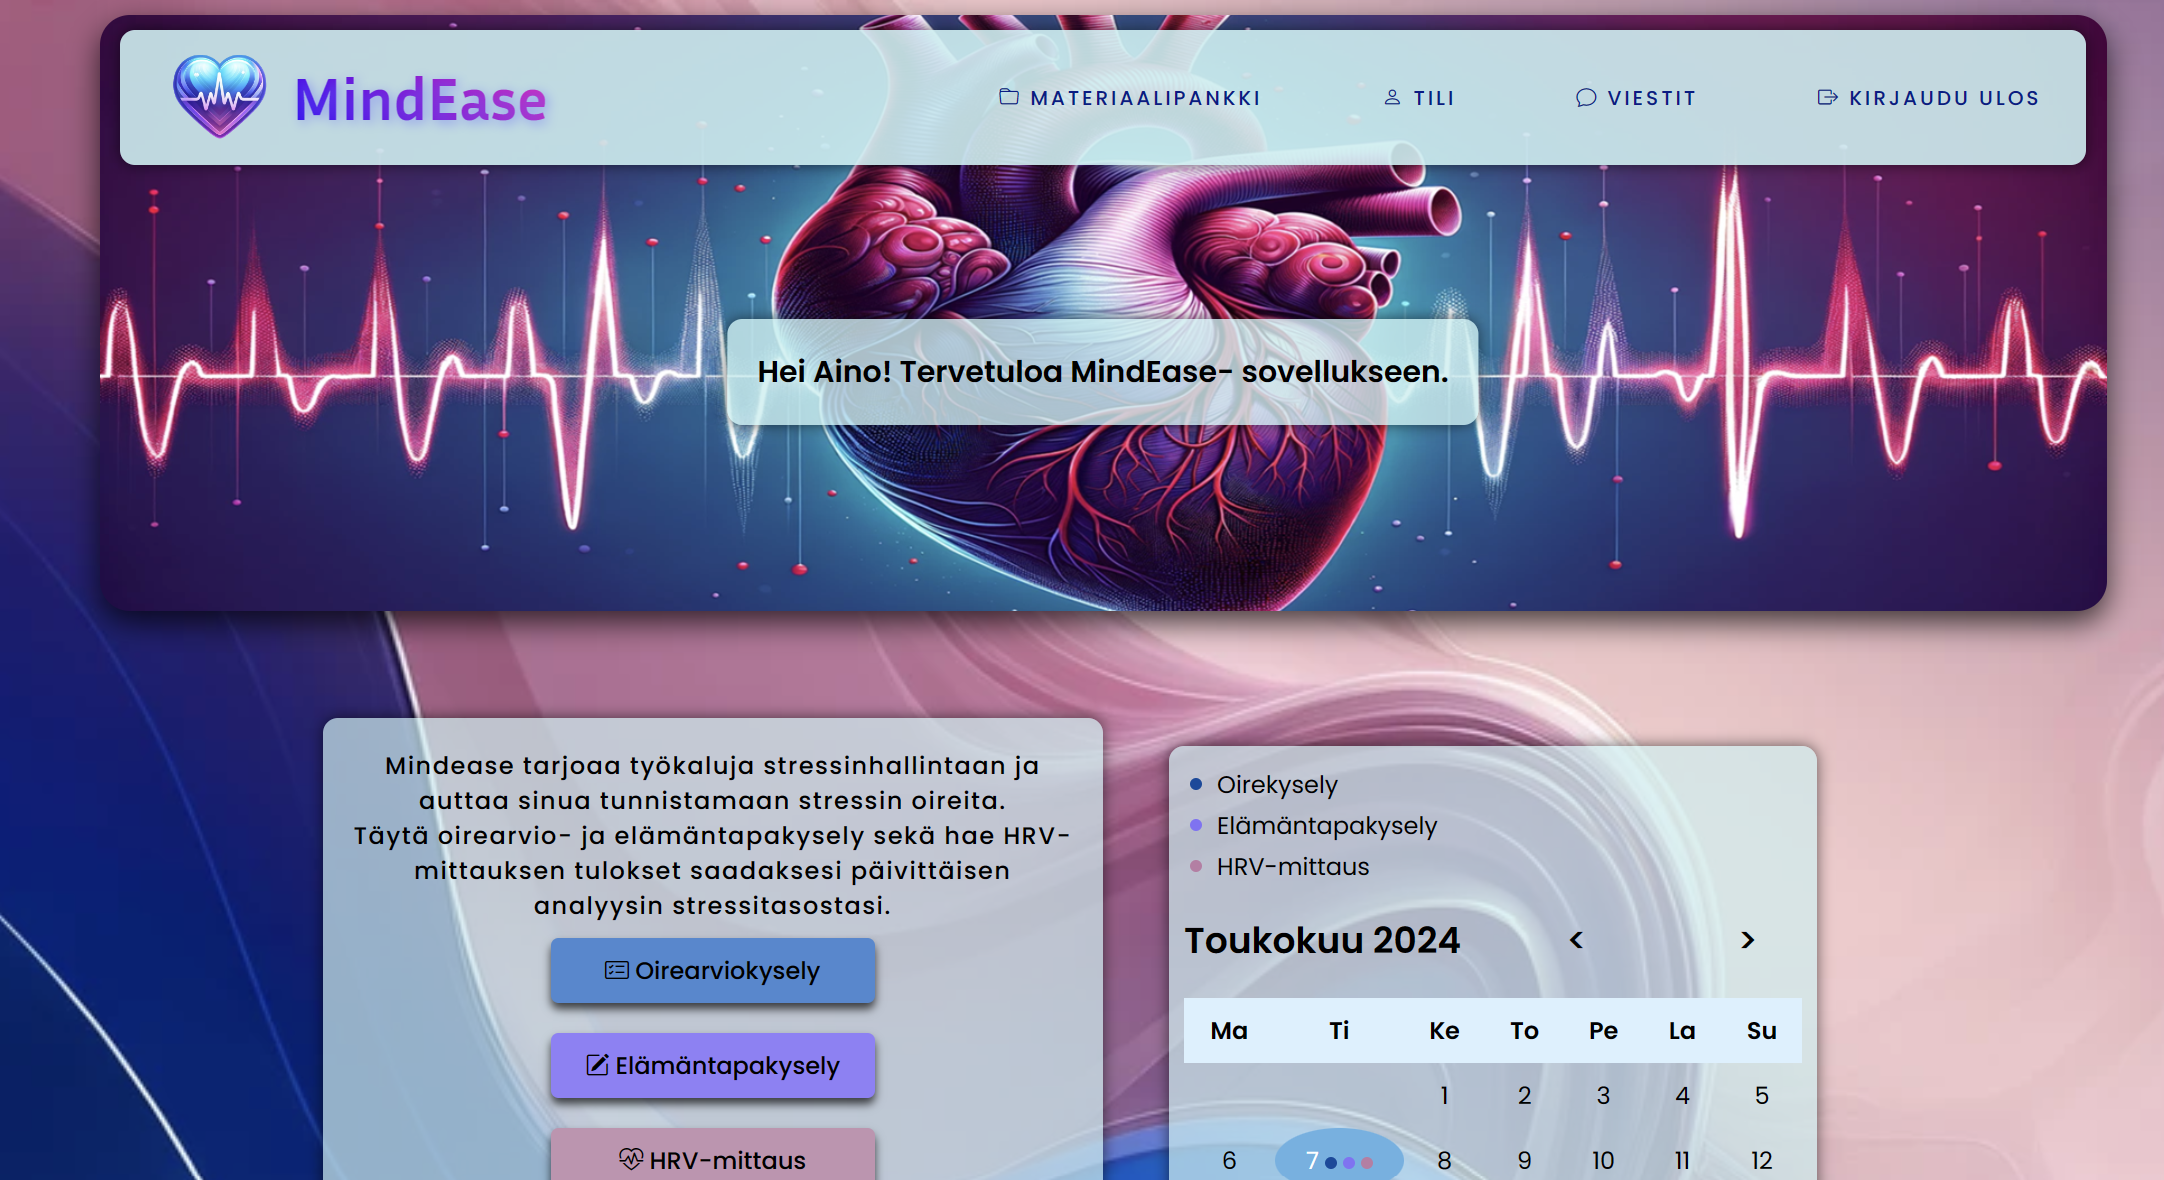 MindEase
MATERIAALIPANKKI
TILI
VIESTIT
KIRJAUDU ULOS
Hei Aino! Tervetuloa MindEase- sovellukseen.
Mindease tarjoaa työkaluja stressinhallintaan ja
auttaa sinua tunnistamaan stressin oireita.
Täytä oirearvio- ja elämäntapakysely sekä hae HRV-
mittauksen tulokset saadaksesi päivittäisen
analyysin stressitasostasi.
Oirearviokysely
Elämäntapakysely
HRV-mittaus
Oirekysely
Elämäntapakysely
HRV-mittaus
Toukokuu 2024 < >
Ma Ti Ke To Pe La Su
1 2 3 4 5
6 7 8 9 10 11 12